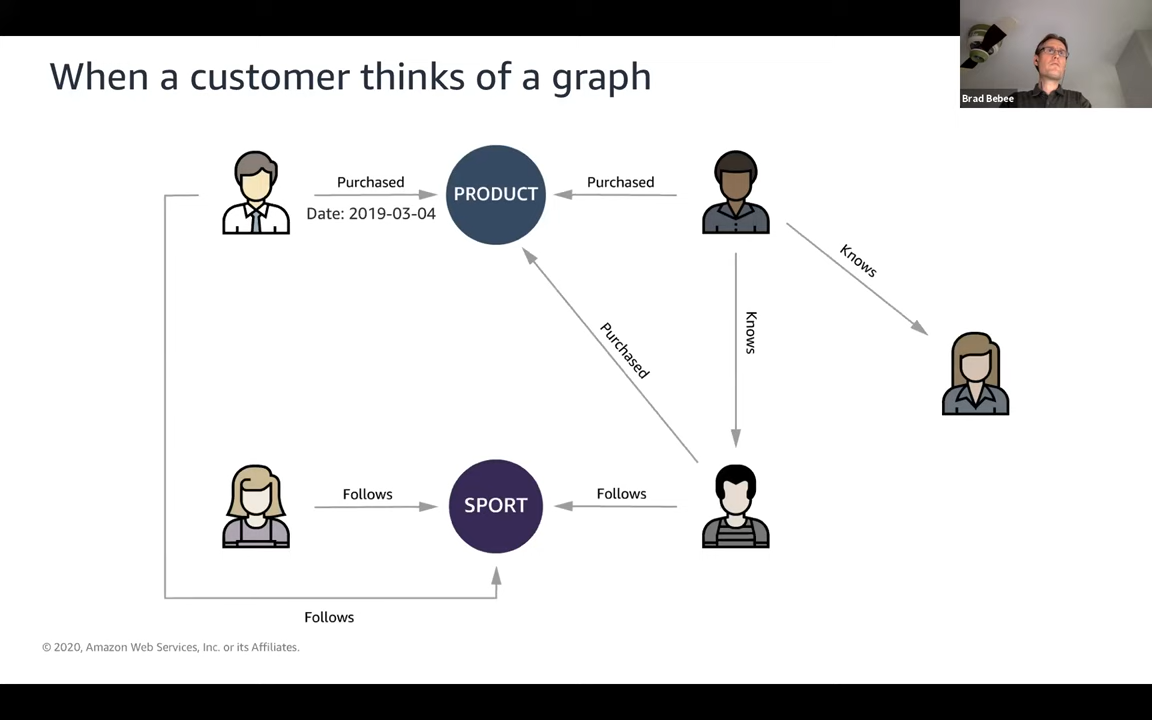 When a customer thinks of a graph
Brad Bebee
Purchased
Date: 2019-03-04
PRODUCT
Purchased
Knows
Knows
Purchased
Follows
SPORT
Follows
Follows
© 2020, Amazon Web Services, Inc. or its Affiliates.